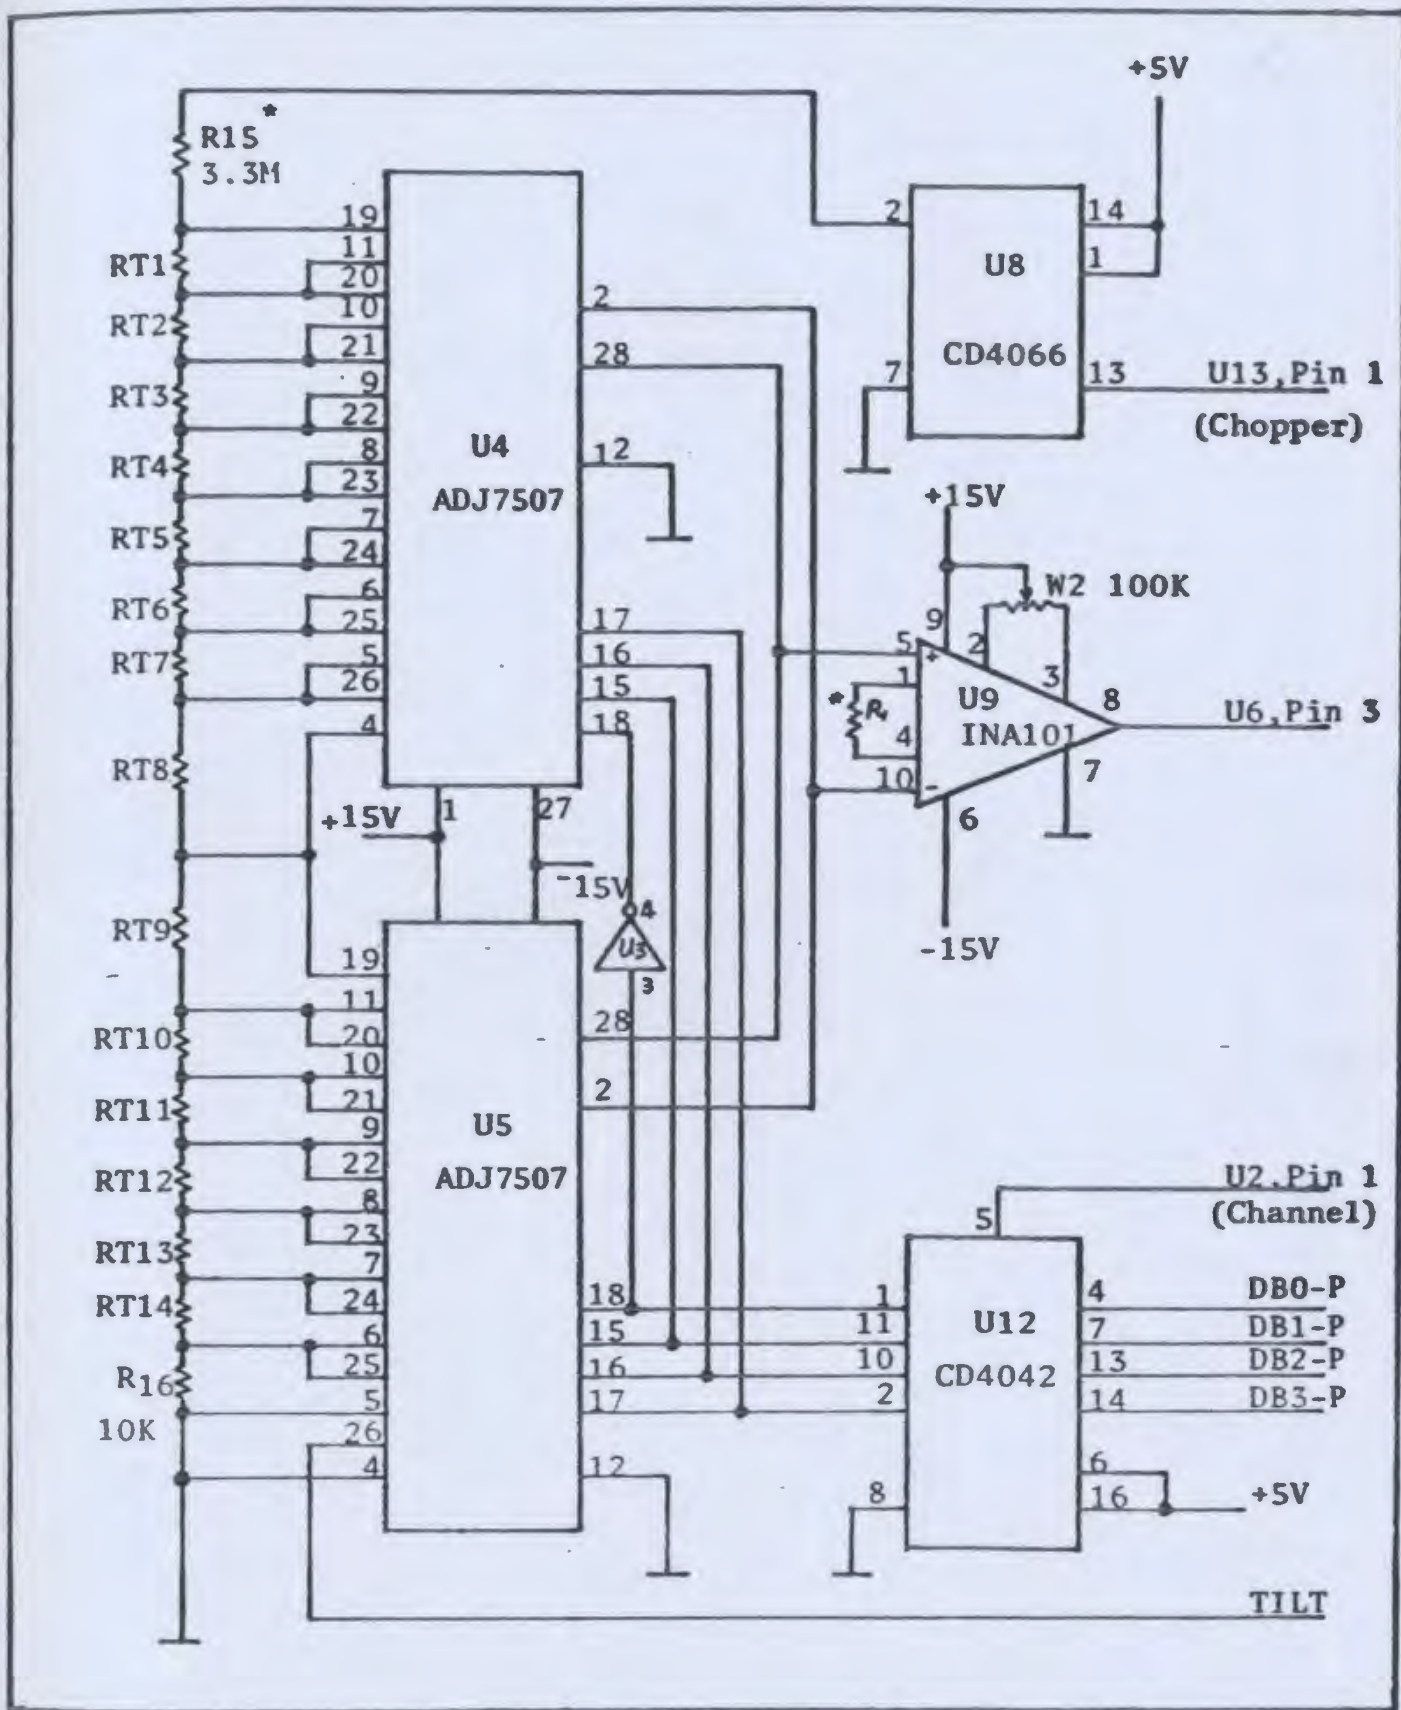 +5V
R15 *
3.3M
19
11
20
10
21
9
22
8
23
7
24
6
25
5
26
4
RT1
RT2
RT3
RT4
RT5
RT6
RT7
RT8
RT9
RT10
RT11
RT12
RT13
RT14
R16
10K
U4
ADJ7507
2
28
12
17
16
15
18
1
27
+15V
-15V
2
7
U8
CD4066
14
1
13
U13,Pin 1
(Chopper)
+15V
W2 100K
9
2
3
5
+
1
* R1
4
10
-
U9
INA101
8
7
6
U6,Pin 3
-15V
4
U3
3
19
11
20
10
21
9
22
8
23
7
24
6
25
5
26
4
U5
ADJ7507
28
2
18
15
16
17
12
U2.Pin 1
(Channel)
5
1
11
10
2
8
U12
CD4042
4
7
13
14
6
16
DB0-P
DB1-P
DB2-P
DB3-P
+5V
TILT